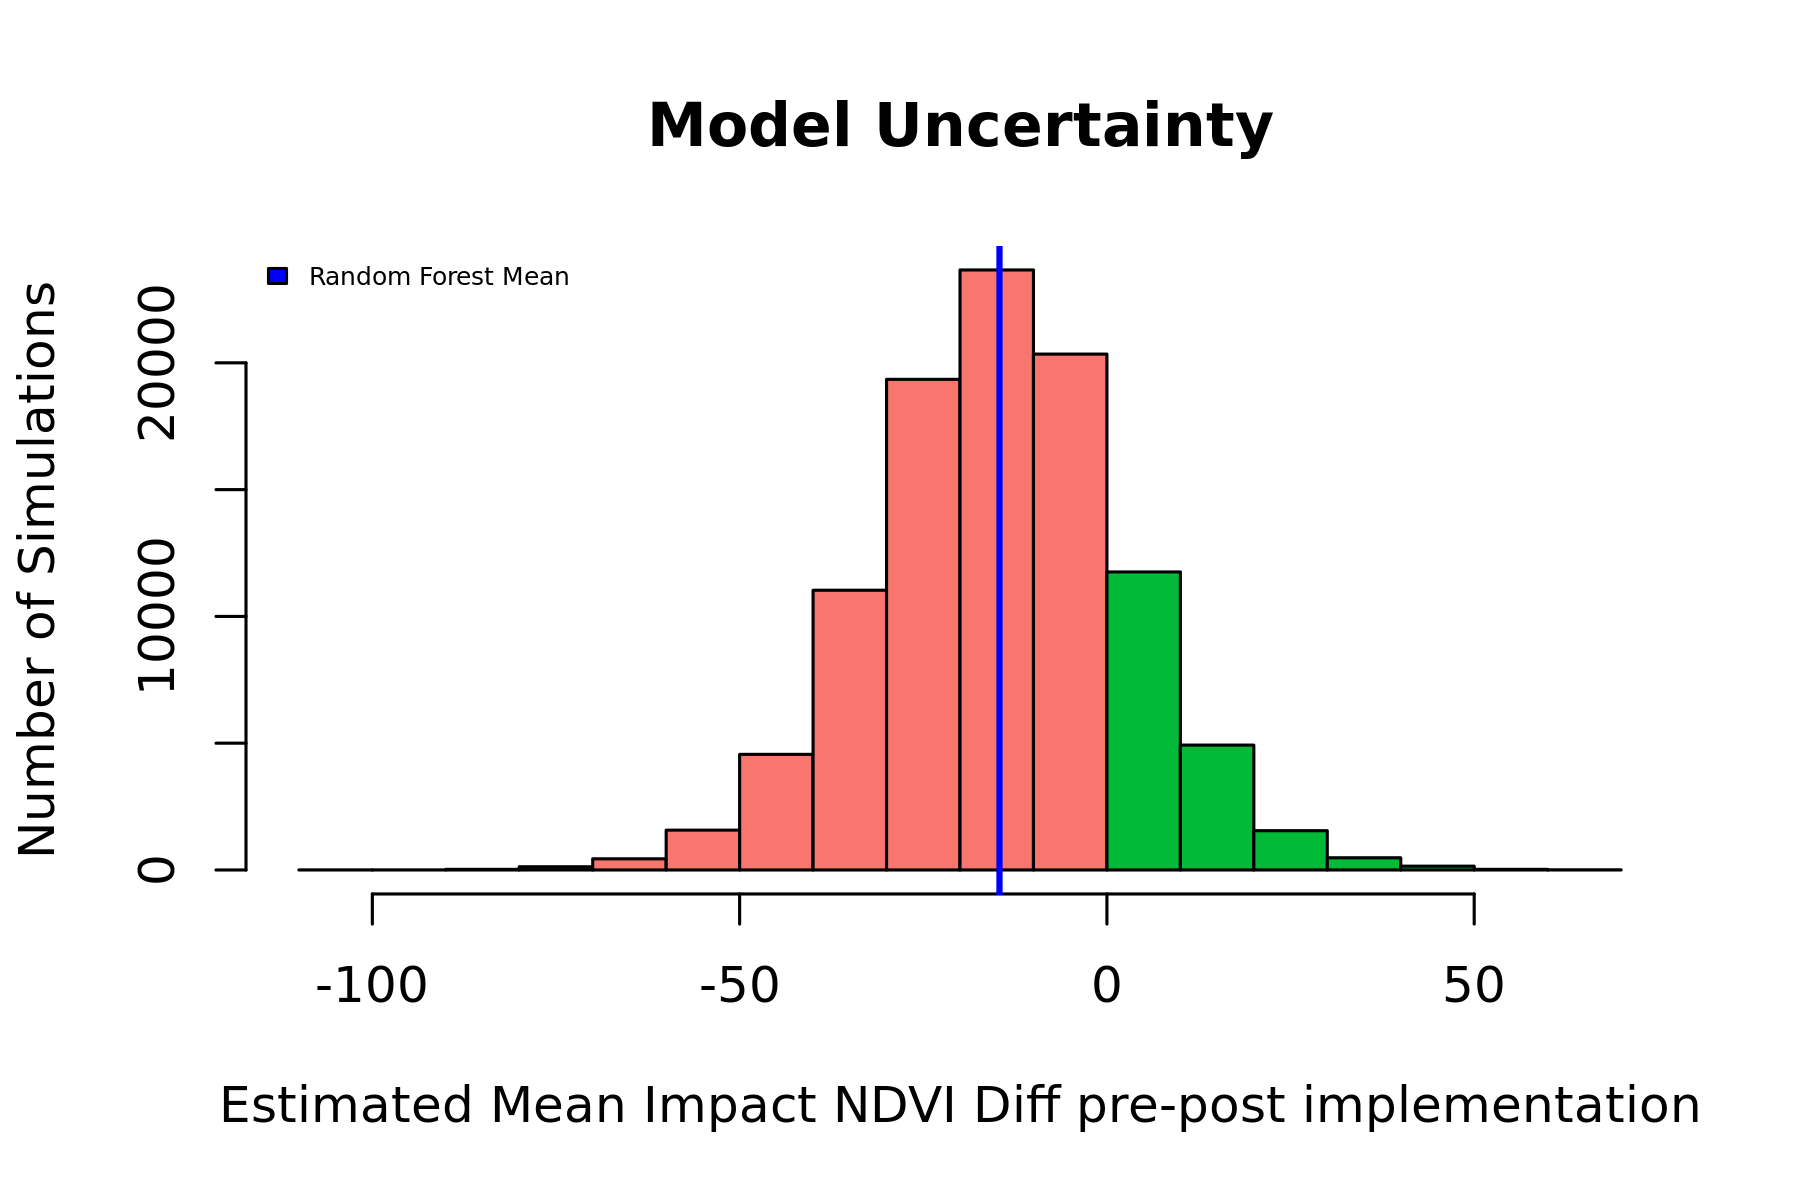 Model Uncertainty
Random Forest Mean
Number of Simulations
20000
10000
0
-100 -50 0 50
Estimated Mean Impact NDVI Diff pre-post implementation